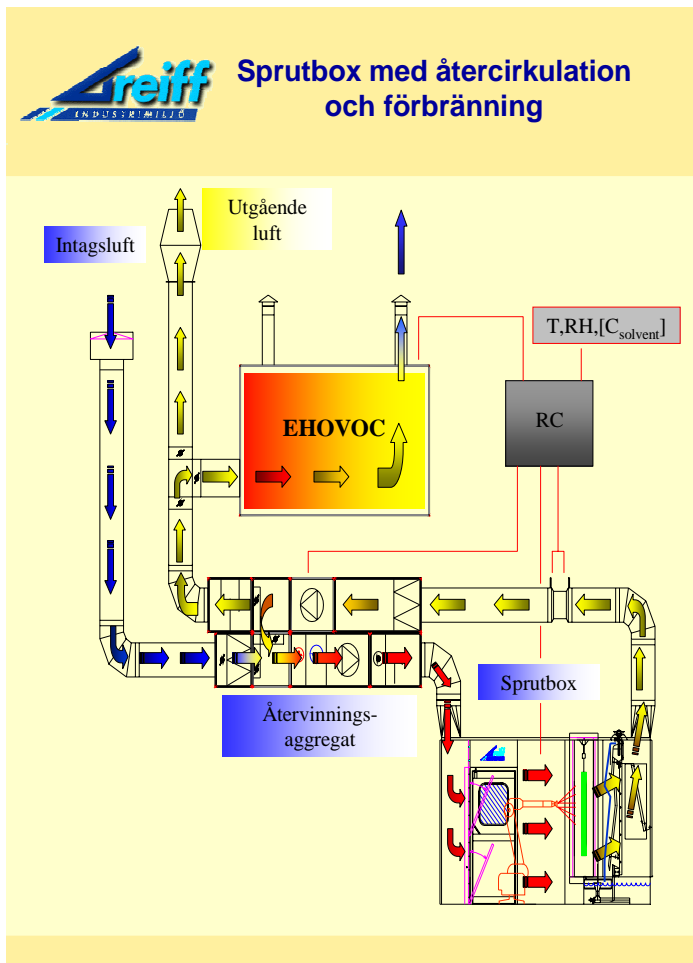 Greiff
INDUSTRIMILJÖ
Sprutbox med återcirkulation
och förbränning
Utgående
luft
Intagsluft
T,RH,[Csolvent]
EHOVOC
RC
Sprutbox
Återvinnings-
aggregat